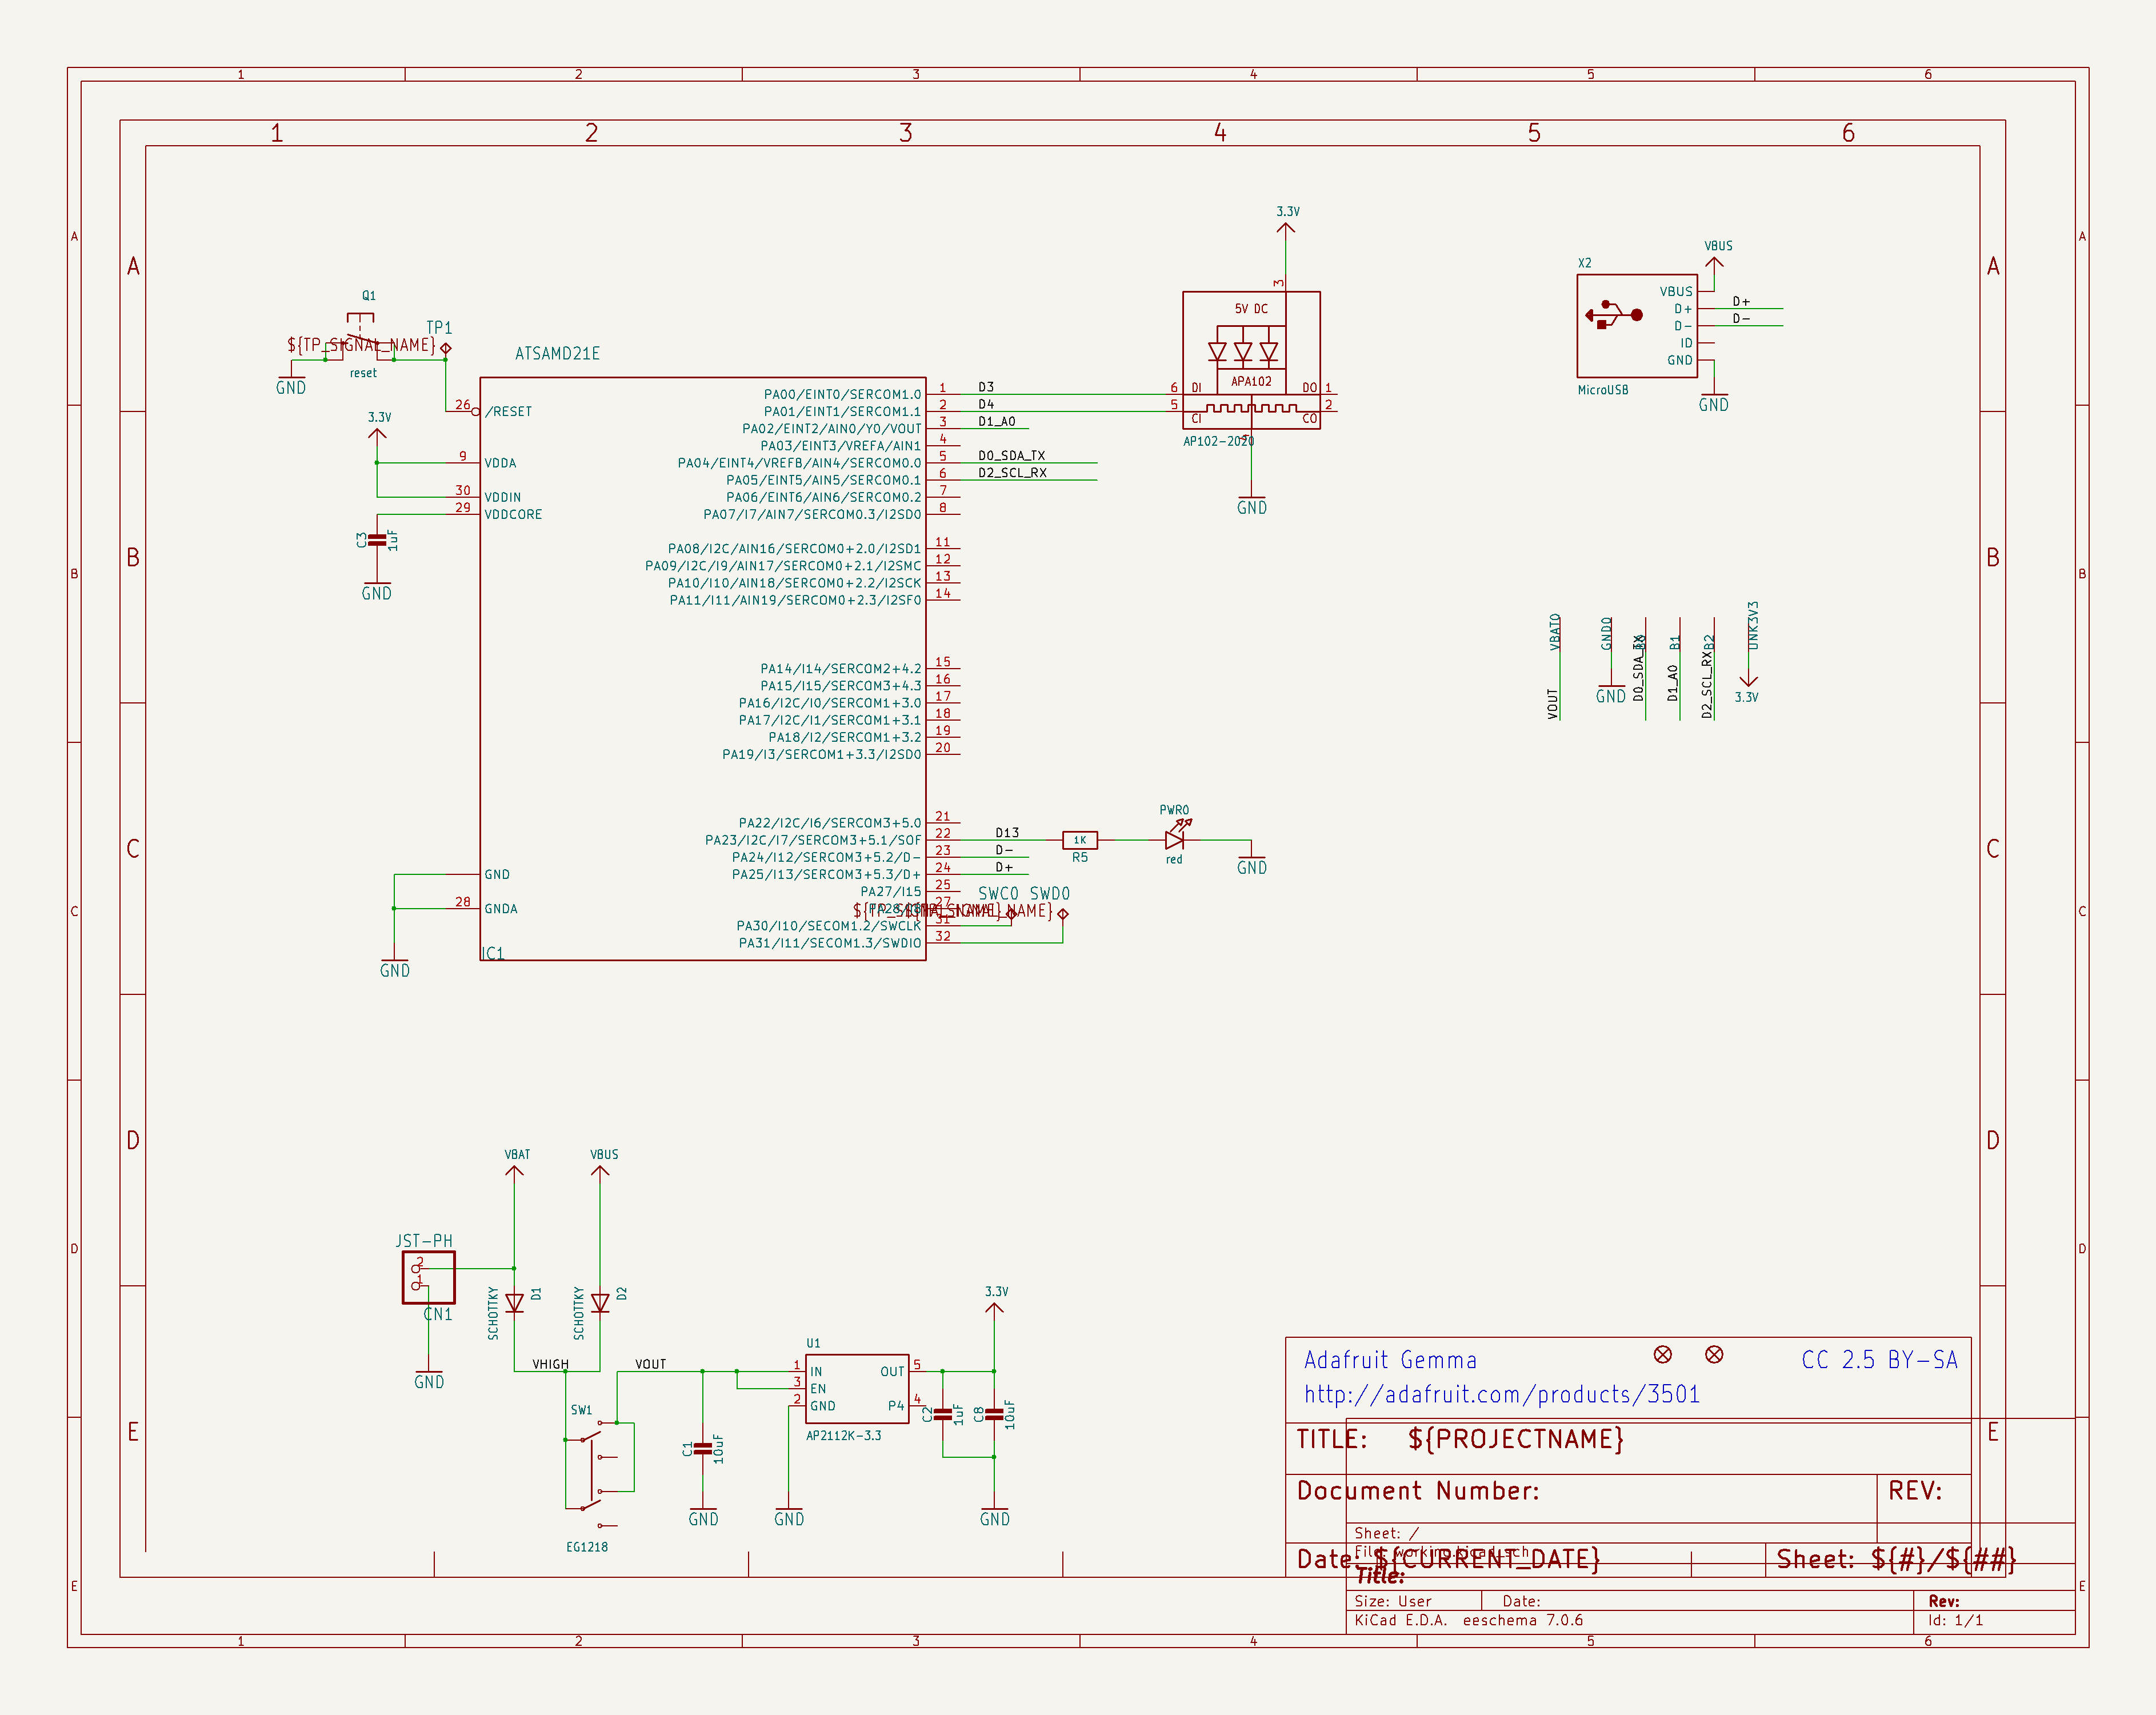 1 2 3 4 5 6
1 2 3 4 5 6
A A
A A
B B
B B
C C
C C
D D
D D
E E
E E
3.3V
3
5V DC
APA102
6 DI
DO 1
5 CI
CO 2
AP102-2020
GND
X2
VBUS
VBUS
D+
D-
ID
GND
D+
D-
MicroUSB
GND
Q1
TP1
${TP_SIGNAL_NAME}
reset
GND
ATSAMD21E
26 /RESET
3.3V
9 VDDA
30 VDDIN
29 VDDCORE
C3
1uF
GND
GND
28 GNDA
GND
IC1
PA00/EINT0/SERCOM1.0 1 D3
PA01/EINT1/SERCOM1.1 2 D4
PA02/EINT2/AIN0/Y0/VOUT 3 D1_A0
PA03/EINT3/VREFA/AIN1 4
PA04/EINT4/VREFB/AIN4/SERCOM0.0 5 D0_SDA_TX
PA05/EINT5/AIN5/SERCOM0.1 6 D2_SCL_RX
PA06/EINT6/AIN6/SERCOM0.2 7
PA07/I7/AIN7/SERCOM0.3/I2SD0 8
PA08/I2C/AIN16/SERCOM0+2.0/I2SD1 11
PA09/I2C/I9/AIN17/SERCOM0+2.1/I2SMC 12
PA10/I10/AIN18/SERCOM0+2.2/I2SCK 13
PA11/I11/AIN19/SERCOM0+2.3/I2SF0 14
PA14/I14/SERCOM2+4.2 15
PA15/I15/SERCOM3+4.3 16
PA16/I2C/I0/SERCOM1+3.0 17
PA17/I2C/I1/SERCOM1+3.1 18
PA18/I2/SERCOM1+3.2 19
PA19/I3/SERCOM1+3.3/I2SD0 20
PA22/I2C/I6/SERCOM3+5.0 21
PA23/I2C/I7/SERCOM3+5.1/SOF 22 D13
PA24/I12/SERCOM3+5.2/D- 23 D-
PA25/I13/SERCOM3+5.3/D+ 24 D+
PA27/I15 25
27
PA30/I10/SECOM1.2/SWCLK 31
PA31/I11/SECOM1.3/SWDIO 32
SWC0 SWD0
1K
R5
PWR0
red
GND
VBAT0
GND0
B1
B2
UNK3V3
VOUT
GND
D0_SDA_TX
D1_A0
D2_SCL_RX
3.3V
VBAT
VBUS
JST-PH
2
1
CN1
GND
SCHOTTKY
D1
SCHOTTKY
D2
VHIGH
VOUT
SW1
EG1218
C1
10uF
GND
U1
1 IN
3 EN
2 GND
OUT 5
P4 4
AP2112K-3.3
GND
3.3V
C2
1uF
C8
10uF
GND
Adafruit Gemma
CC 2.5 BY-SA
http://adafruit.com/products/3501
TITLE: ${PROJECTNAME}
Document Number:
REV:
Sheet: /
File: working.kicad_sch
Date: ${CURRENT_DATE}
Sheet: ${#}/${##}
Title:
Size: User
Date:
Rev:
KiCad E.D.A. eeschema 7.0.6
Id: 1/1
1 2 3 4 5 6